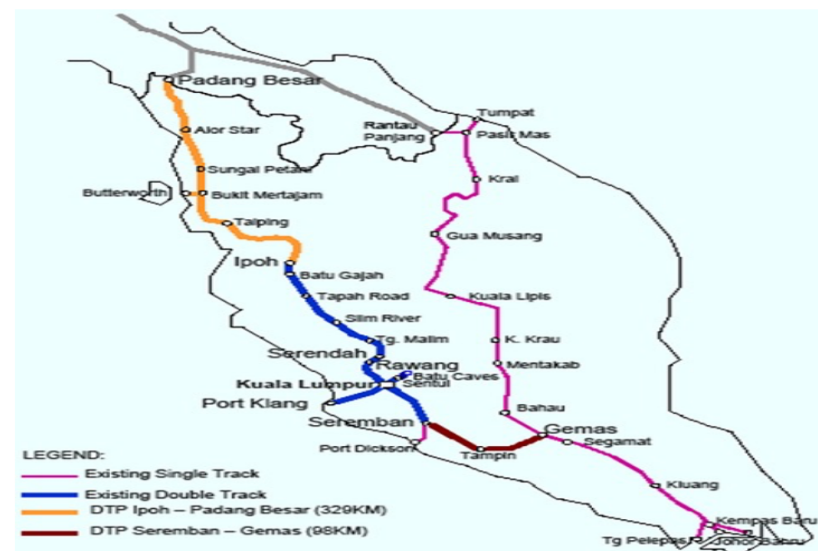 Padang Besar
Tumpat
Rantau
Panjang
Pasir Mas
Alor Star
Sungai Petani
Krai
Butterworth
Bukit Mertajam
Taiping
Gua Musang
Ipoh
Batu Gajah
Tapah Road
Kuala Lipis
Slim River
Tg. Malim
K. Krau
Serendah
Rawang
Mentakab
Batu Caves
Kuala Lumpur
Sentul
Port Klang
Bahau
Seremban
Gemas
Segamat
Port Dickson
Tampin
LEGEND:
Existing Single Track
Kluang
Existing Double Track
DTP Ipoh – Padang Besar (329KM)
Kempas Baru
DTP Seremban – Gemas (98KM)
Tg Pelepas
Johor Bahru